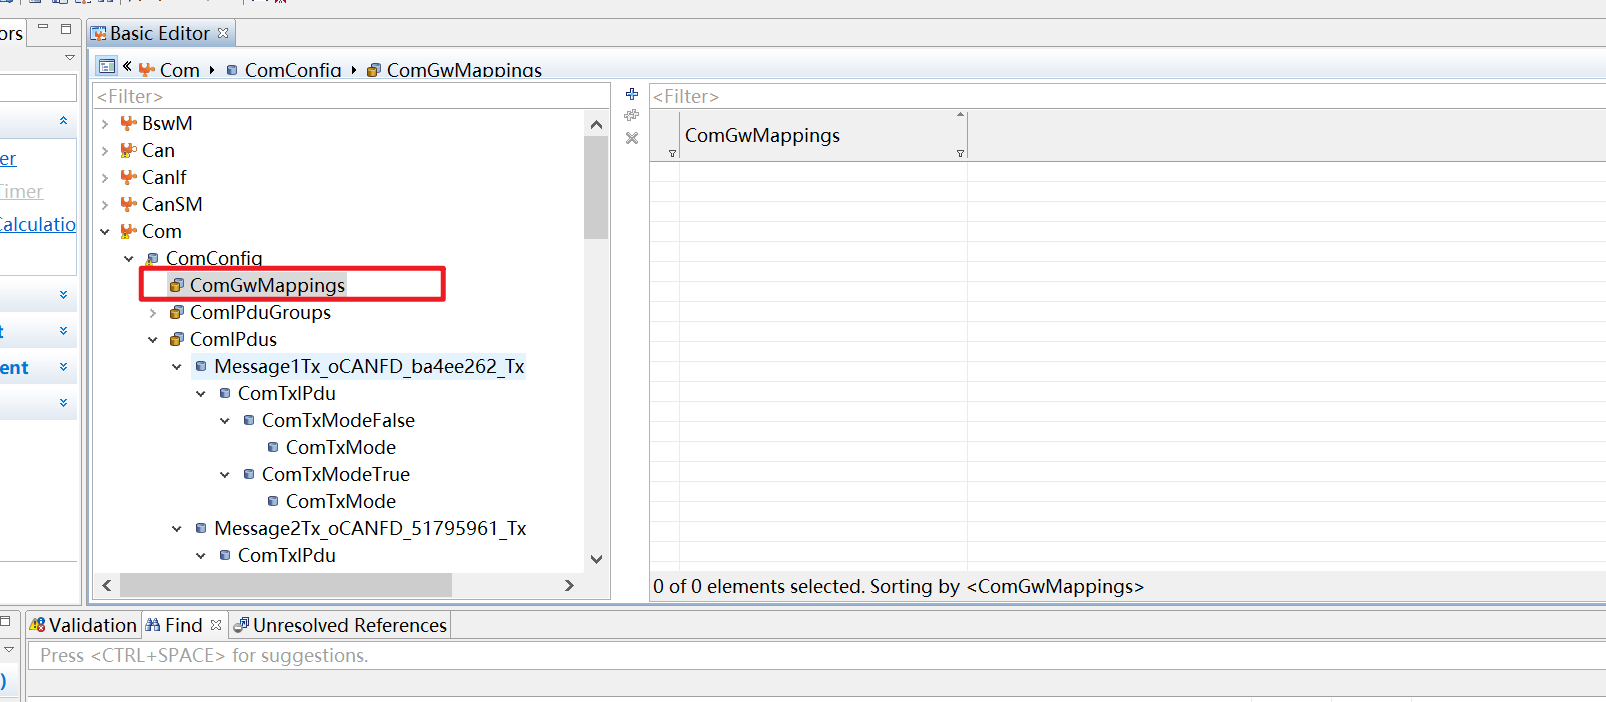 ors
Basic Editor
Com ComConfig ComGwMappings
<Filter>
<Filter>
BswM
ComGwMappings
er
Can
CanIf
Timer
CanSM
Calculatio
Com
ComConfig
ComGwMappings
ComIPduGroups
t
ComIPdus
ent
Message1Tx_oCANFD_ba4ee262_Tx
ComTxIPdu
ComTxModeFalse
ComTxMode
ComTxModeTrue
ComTxMode
Message2Tx_oCANFD_51795961_Tx
ComTxIPdu
0 of 0 elements selected. Sorting by <ComGwMappings>
Validation Find Unresolved References
Press <CTRL+SPACE> for suggestions.
)